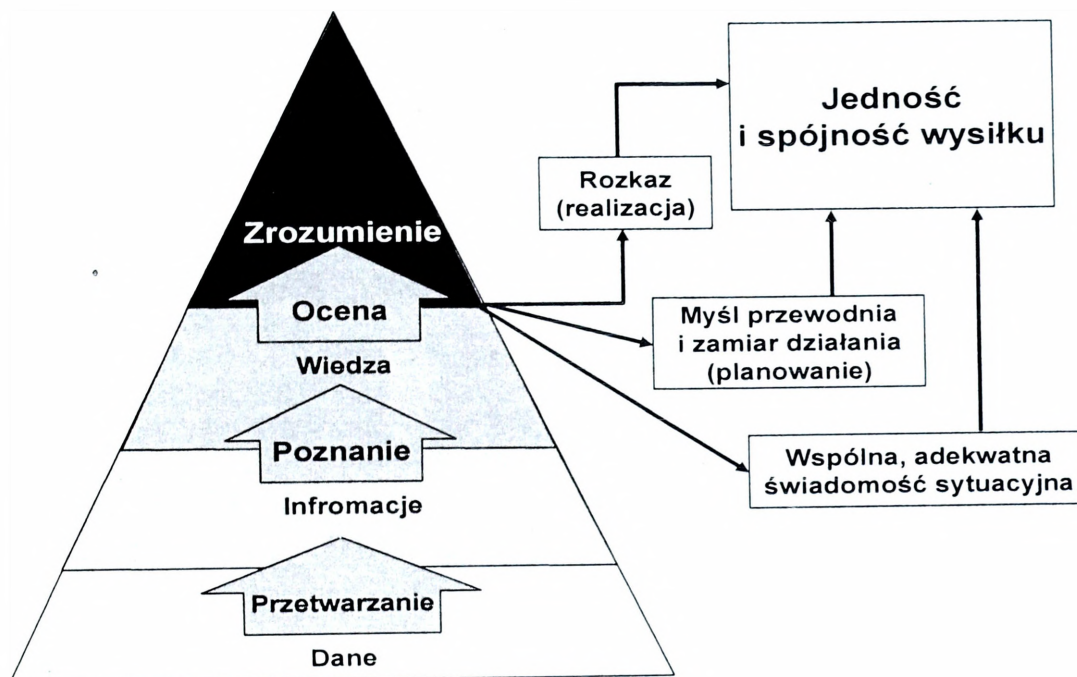 Jedność
i spójność wysiłku
Rozkaz
(realizacja)
Zrozumienie
Ocena
Myśl przewodnia
i zamiar działania
(planowanie)
Wiedza
Poznanie
Wspólna, adekwatna
świadomość sytuacyjna
Infromacje
Przetwarzanie
Dane